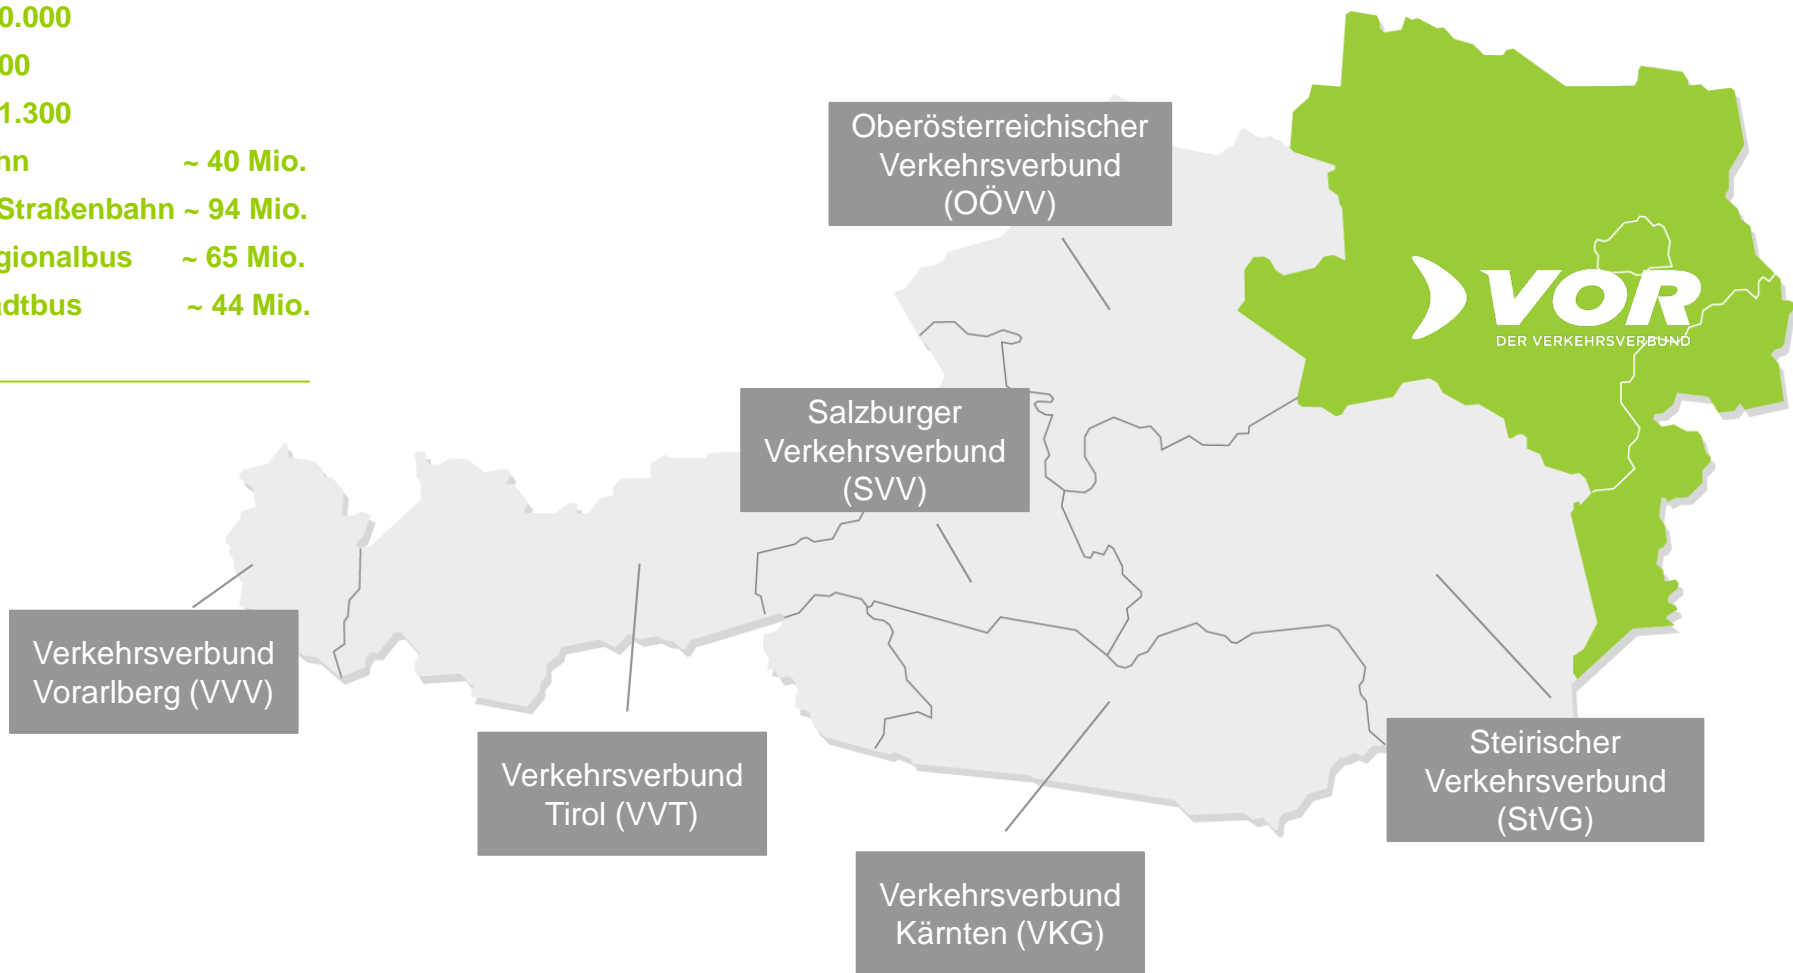 0.000
00
1.300
hn ~ 40 Mio.
Straßenbahn ~ 94 Mio.
gionalbus ~ 65 Mio.
adtbus ~ 44 Mio.
Oberösterreichischer
Verkehrsverbund
(OÖVV)
VOR
DER VERKEHRSVERBUND
Salzburger
Verkehrsverbund
(SVV)
Verkehrsverbund
Vorarlberg (VVV)
Verkehrsverbund
Tirol (VVT)
Steirischer
Verkehrsverbund
(StVG)
Verkehrsverbund
Kärnten (VKG)